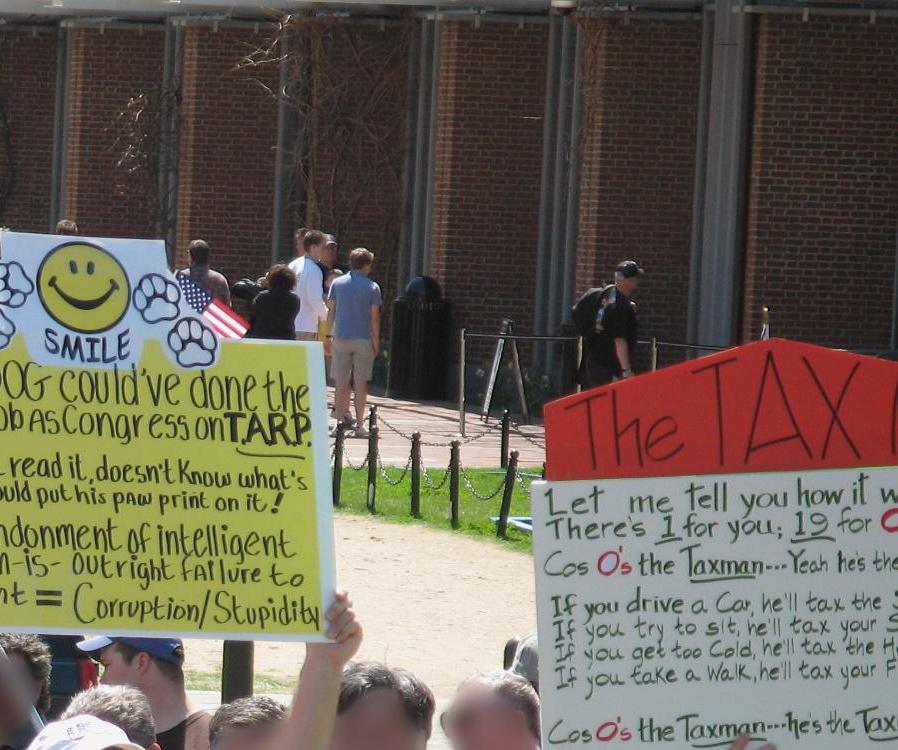 SMILE
DOG could've done the
ob As Congress on T.A.R.P.
read it, doesn't know what's
ould put his paw print on it!
ndonment of intelligent
n-is- outright failure to
nt = Corruption/Stupidity
The TAX
Let me tell you how it w
There's 1 for you; 19 for
Cos O's the Taxman---Yeah he's the
If you drive a Car, he'll tax the
If you try to sit, he'll tax your S
If you get too Cold, he'll tax the He
If you take a Walk, he'll tax your F
Cos O's the Taxman---he's the Tax